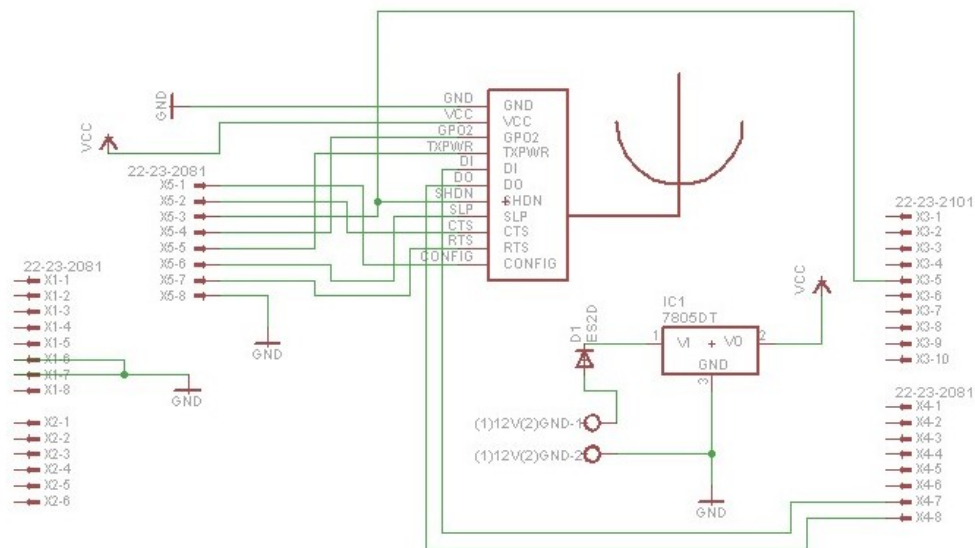 GND
VCC
GND
VCC
GPO2
TXPWR
DI
DO
SHDN
SLP
CTS
RTS
CONFIG
GND
VCC
GPO2
TXPWR
DI
DO
SHDN
SLP
CTS
RTS
CONFIG
22-23-2081
X5-1
X5-2
X5-3
X5-4
X5-5
X5-6
X5-7
X5-8
GND
22-23-2081
X1-1
X1-2
X1-3
X1-4
X1-5
X1-6
X1-7
X1-8
GND
X2-1
X2-2
X2-3
X2-4
X2-5
X2-6
22-23-2101
X3-1
X3-2
X3-3
X3-4
X3-5
X3-6
X3-7
X3-8
X3-9
X3-10
VCC
IC1
7805DT
1 VI VO 2
GND
3
D1
ES2D
(1)12V(2)GND-1
(1)12V(2)GND-2
GND
22-23-2081
X4-1
X4-2
X4-3
X4-4
X4-5
X4-6
X4-7
X4-8